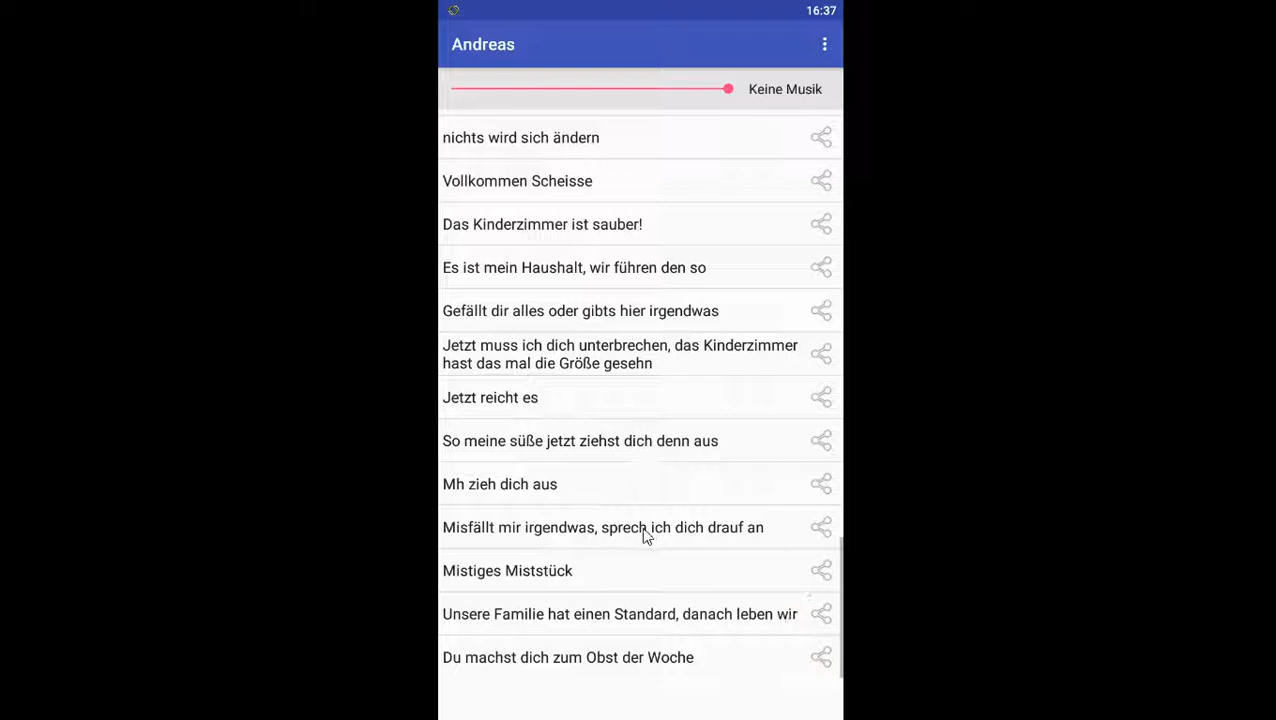 16:37
Andreas
Keine Musik
nichts wird sich ändern
Vollkommen Scheisse
Das Kinderzimmer ist sauber!
Es ist mein Haushalt, wir führen den so
Gefällt dir alles oder gibts hier irgendwas
Jetzt muss ich dich unterbrechen, das Kinderzimmer
hast das mal die Größe gesehn
Jetzt reicht es
So meine süße jetzt ziehst dich denn aus
Mh zieh dich aus
Misfällt mir irgendwas, sprech ich dich drauf an
Mistiges Miststück
Unsere Familie hat einen Standard, danach leben wir
Du machst dich zum Obst der Woche